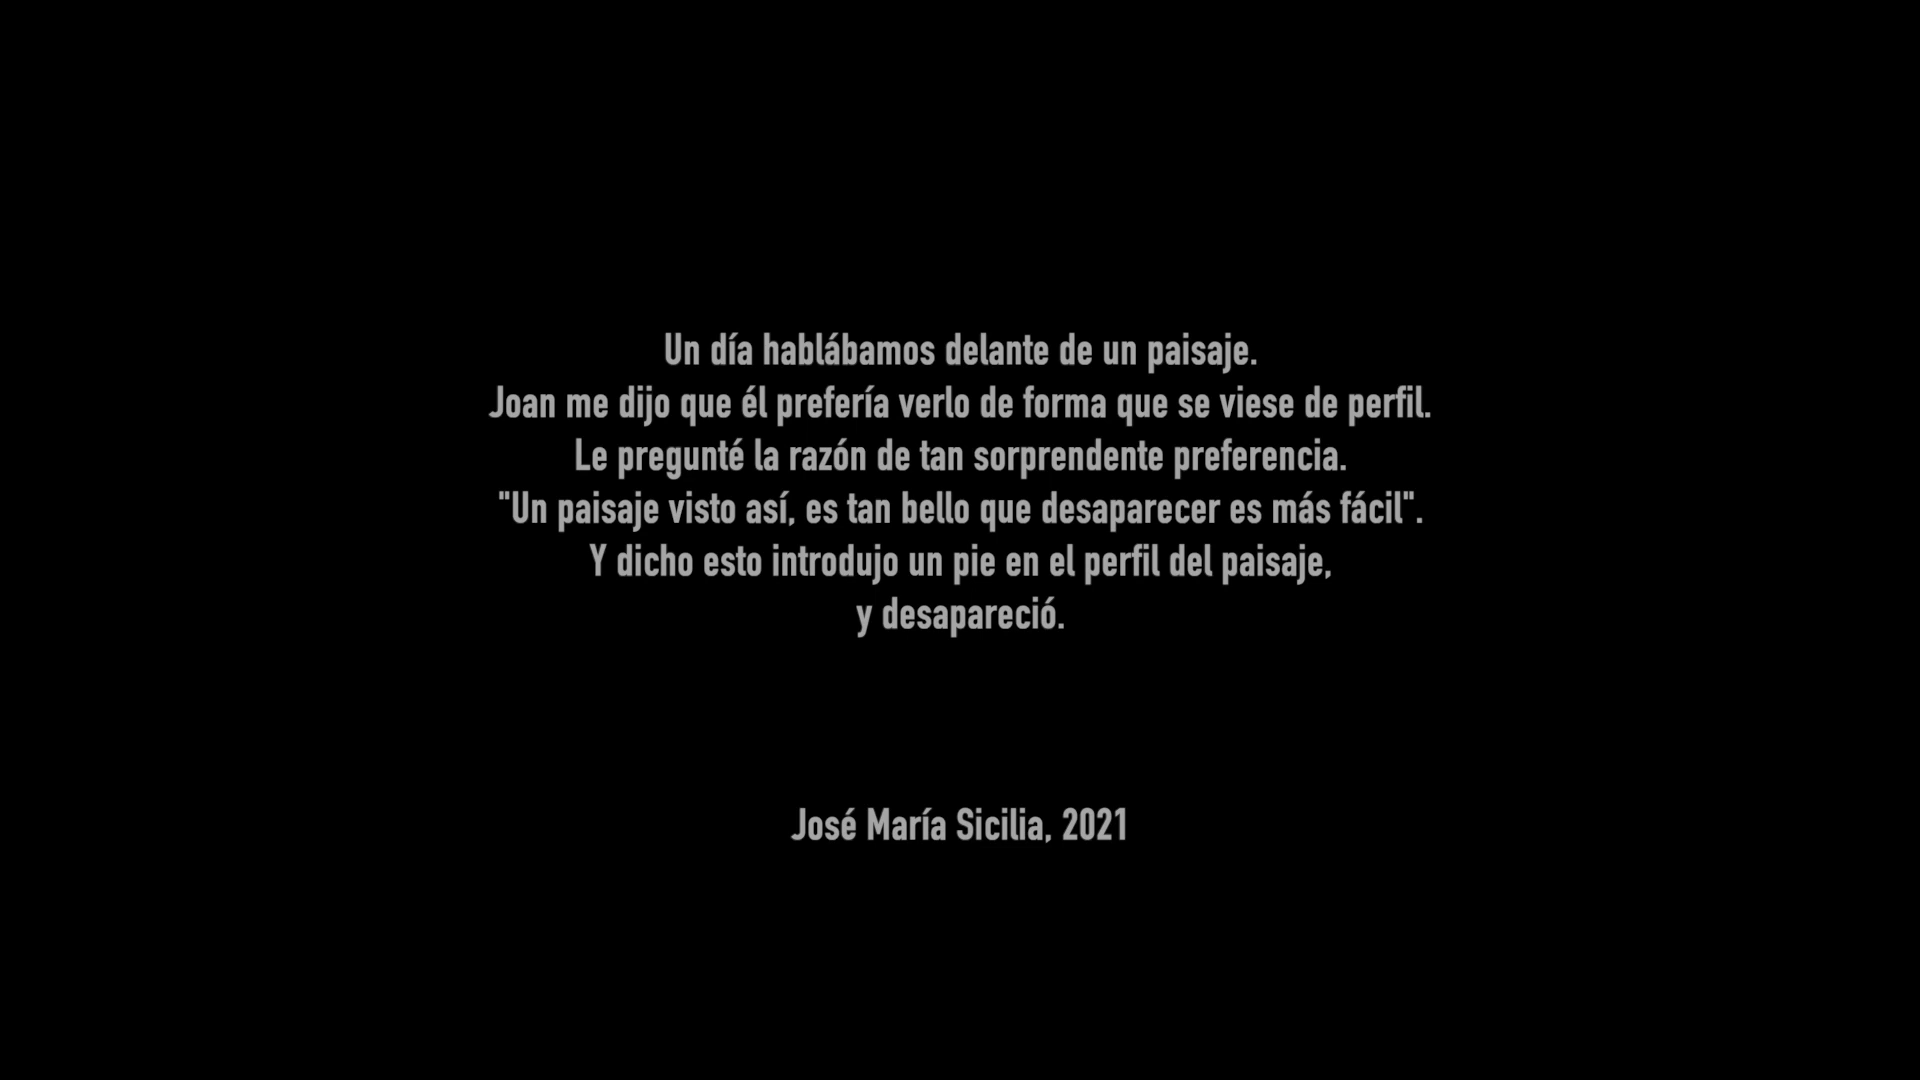 Un día hablábamos delante de un paisaje.
Joan me dijo que él prefería verlo de forma que se viese de perfil.
Le pregunté la razón de tan sorprendente preferencia.
"Un paisaje visto así, es tan bello que desaparecer es más fácil".
Y dicho esto introdujo un pie en el perfil del paisaje,
y desapareció.
José María Sicilia, 2021